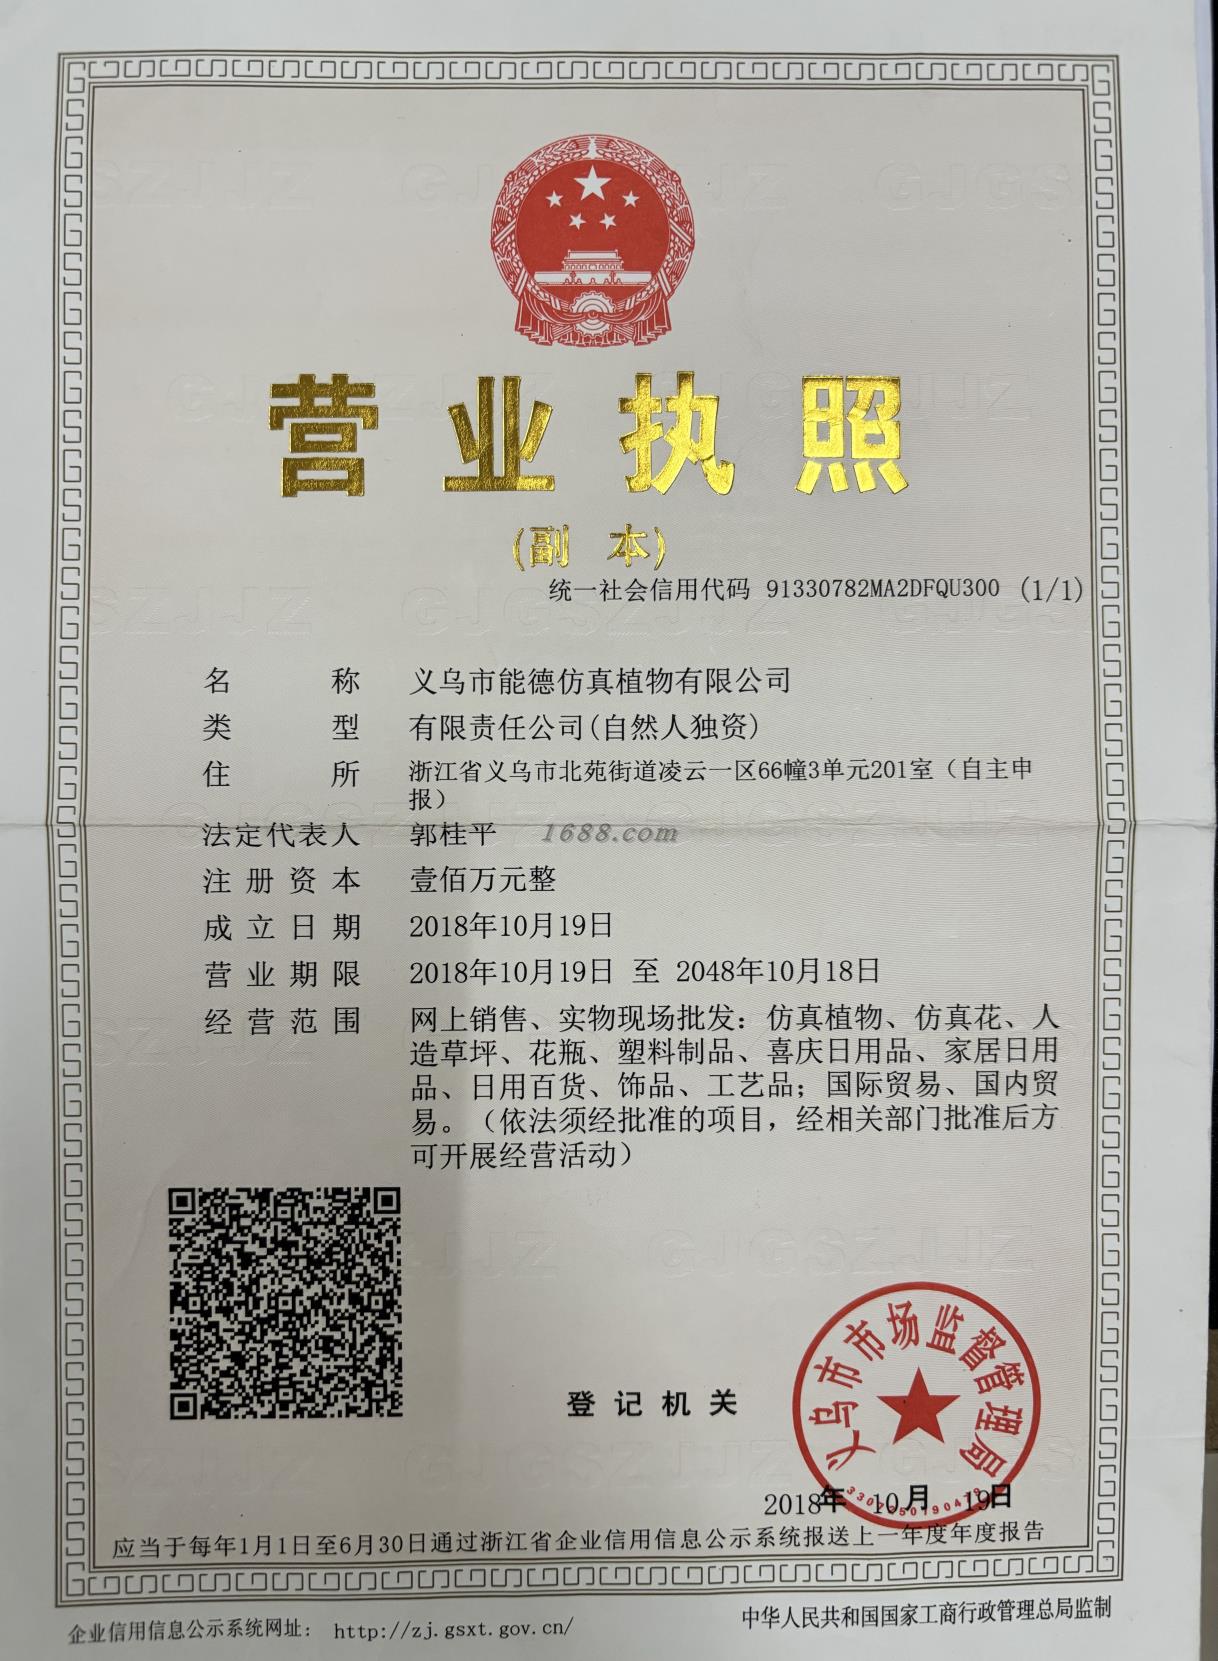 营业执照
(副 本)
统一社会信用代码 91330782MA2DFQU300 (1/1)
名称 义乌市能德仿真植物有限公司
类型 有限责任公司(自然人独资)
住所 浙江省义乌市北苑街道凌云一区66幢3单元201室（自主申
报）
法定代表人 郭桂平 1688.com
注册资本 壹佰万元整
成立日期 2018年10月19日
营业期限 2018年10月19日 至 2048年10月18日
经营范围 网上销售、实物现场批发：仿真植物、仿真花、人
造草坪、花瓶、塑料制品、喜庆日用品、家居日用
品、日用百货、饰品、工艺品；国际贸易、国内贸
易。（依法须经批准的项目，经相关部门批准后方
可开展经营活动）
登记机关
义乌市市场监督管理局
2018年 10月 19日
应当于每年1月1日至6月30日通过浙江省企业信用信息公示系统报送上一年度年度报告
企业信用信息公示系统网址： http://zj.gsxt.gov.cn/
中华人民共和国国家工商行政管理总局监制